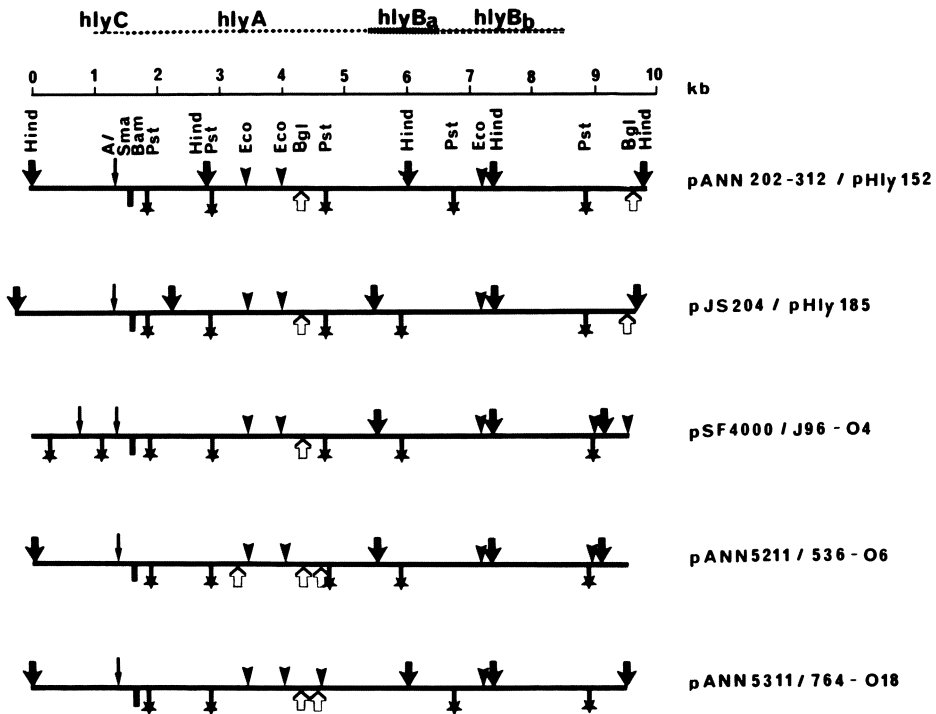 hlyC hlyA hlyBa hlyBb
0 1 2 3 4 5 6 7 8 9 10
kb
Hind A/ Sma Bam Pst Hind Pst Eco Eco Bgl Pst Hind Pst Eco Hind Pst Bgl Hind
pANN 202-312 / pHly 152
pJS204 / pHly 185
pSF4000 / J96 - O4
pANN5211 / 536 - O6
pANN5311 / 764 - O18